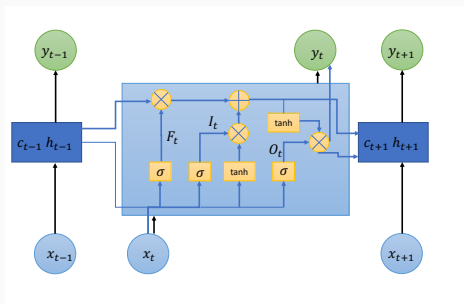 y_{t-1} y_t y_{t+1}
I_t
tanh
F_t
c_{t-1} h_{t-1} O_t c_{t+1} h_{t+1}
σ σ tanh σ
x_{t-1} x_t x_{t+1}